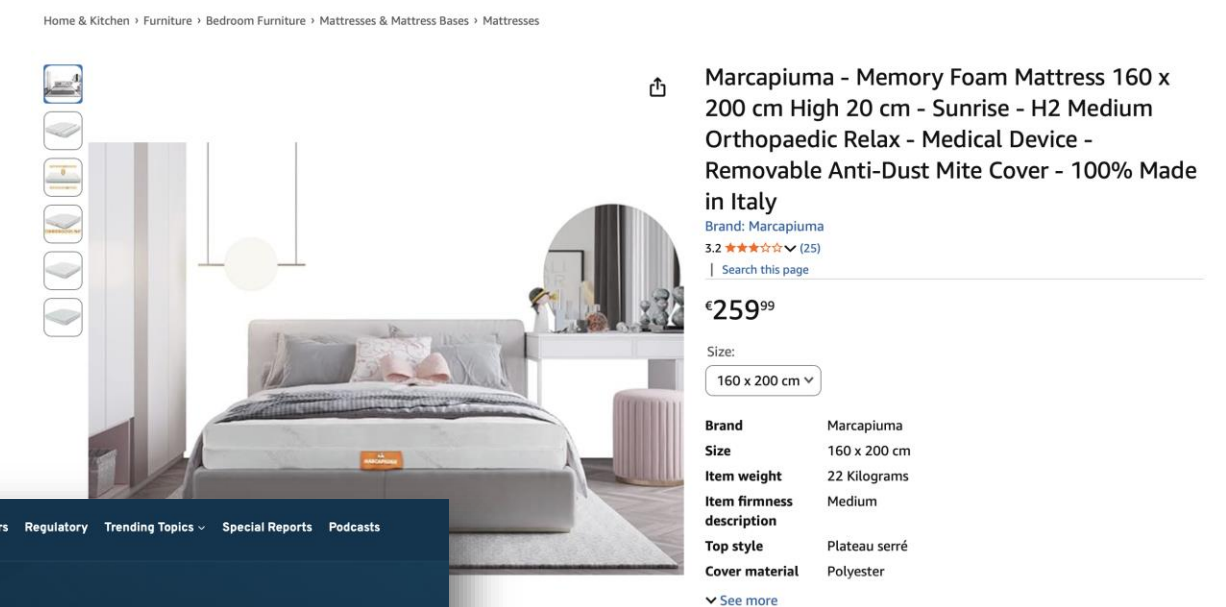 Home & Kitchen › Furniture › Bedroom Furniture › Mattresses & Mattress Bases › Mattresses
Marcapiuma - Memory Foam Mattress 160 x
200 cm High 20 cm - Sunrise - H2 Medium
Orthopaedic Relax - Medical Device -
Removable Anti-Dust Mite Cover - 100% Made
in Italy
Brand: Marcapiuma
3.2 (25)
| Search this page
€259⁹⁹
Size:
160 x 200 cm
Brand Marcapiuma
Size 160 x 200 cm
Item weight 22 Kilograms
Item firmness Medium
description
Top style Plateau serré
Cover material Polyester
See more
MARCAPIUMA
Regulatory Trending Topics Special Reports Podcasts